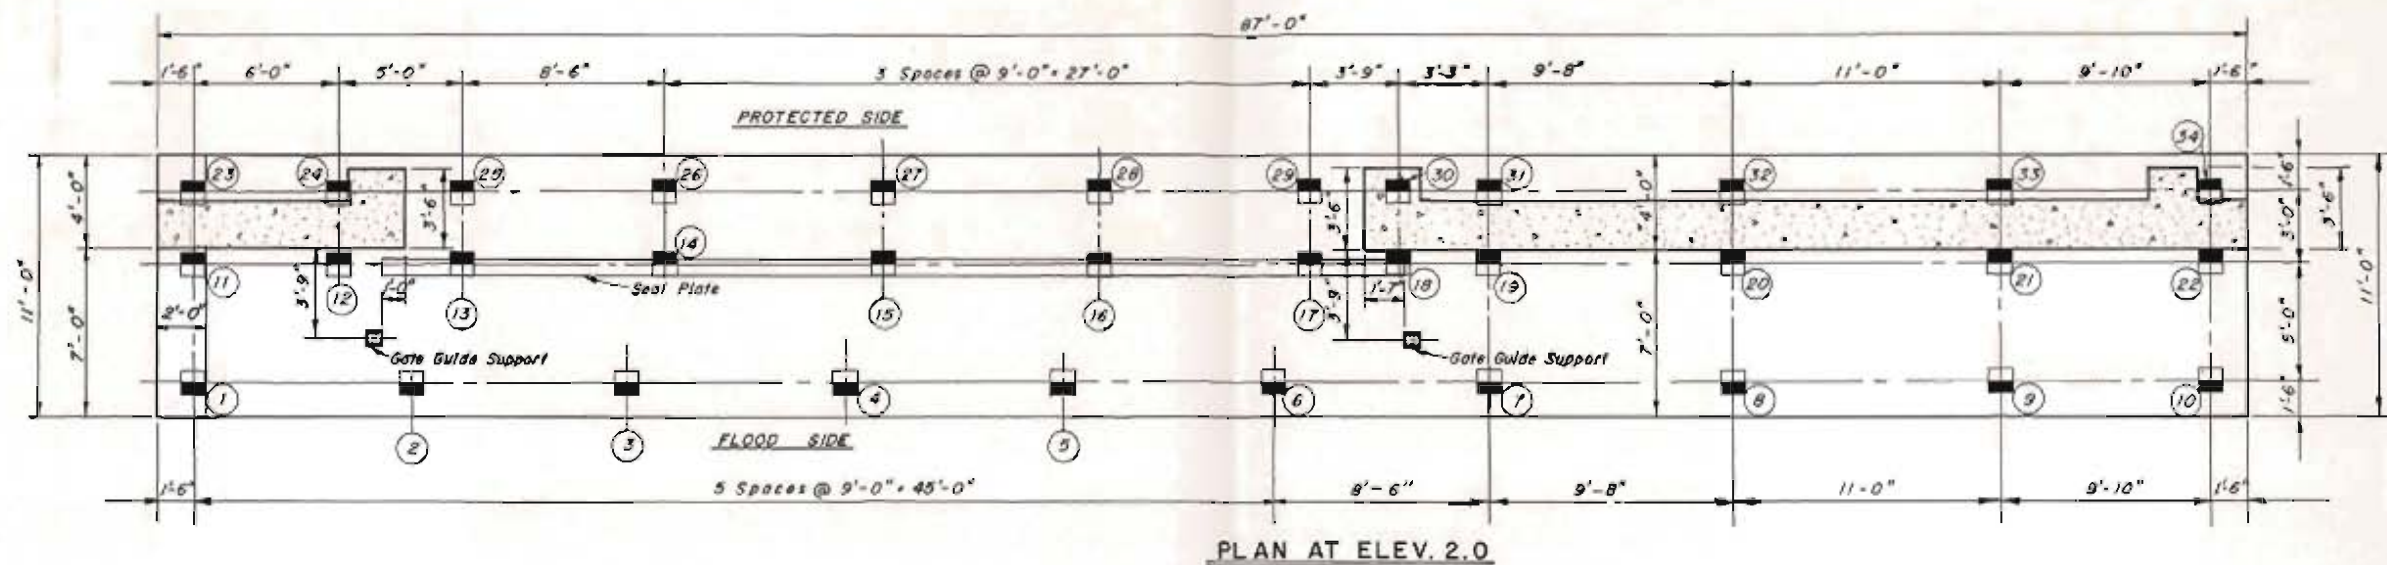 87'-0"
1'-6" 6'-0" 5'-0" 8'-6" 3 Spaces @ 9'-0" = 27'-0" 3'-9" 3'-3" 9'-8" 11'-0" 9'-10" 1'-6"
PROTECTED SIDE
34
23 24 25 26 27 28 29 30 31 32 33
11'-0" 4'-0" 3'-6" 3'-6" 4'-0" 1'-6" 3'-0" 3'-6" 11'-0"
14
11 12 13 15 16 17 18 19 20 21 22
Seal Plate
3'-9" 1'-0" 3'-9" 1'-7"
2'-0"
7'-0" 7'-0" 5'-0"
Gate Guide Support
Gate Guide Support
1 4 6 7 8 9 10
1'-6"
2 3 5
FLOOD SIDE
1'-6" 5 Spaces @ 9'-0" = 45'-0" 8'-6" 9'-8" 11'-0" 9'-10" 1'-6"
PLAN AT ELEV. 2.0